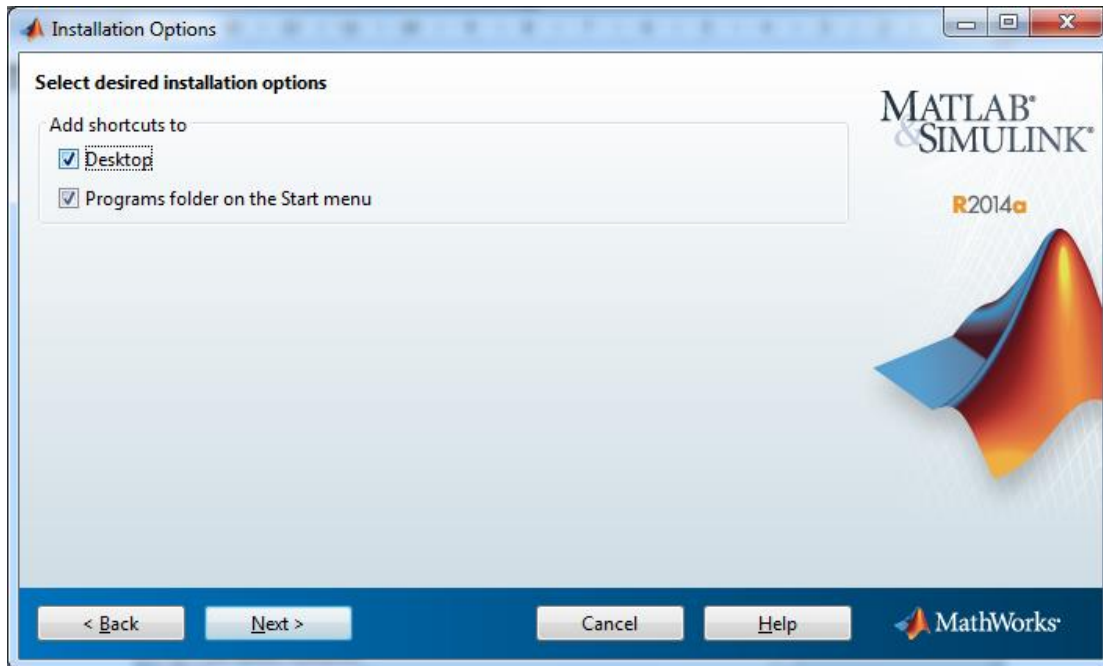 Installation Options
Select desired installation options
Add shortcuts to
Desktop
Programs folder on the Start menu
MATLAB®
&SIMULINK®
R2014a
< Back
Next >
Cancel
Help
MathWorks®